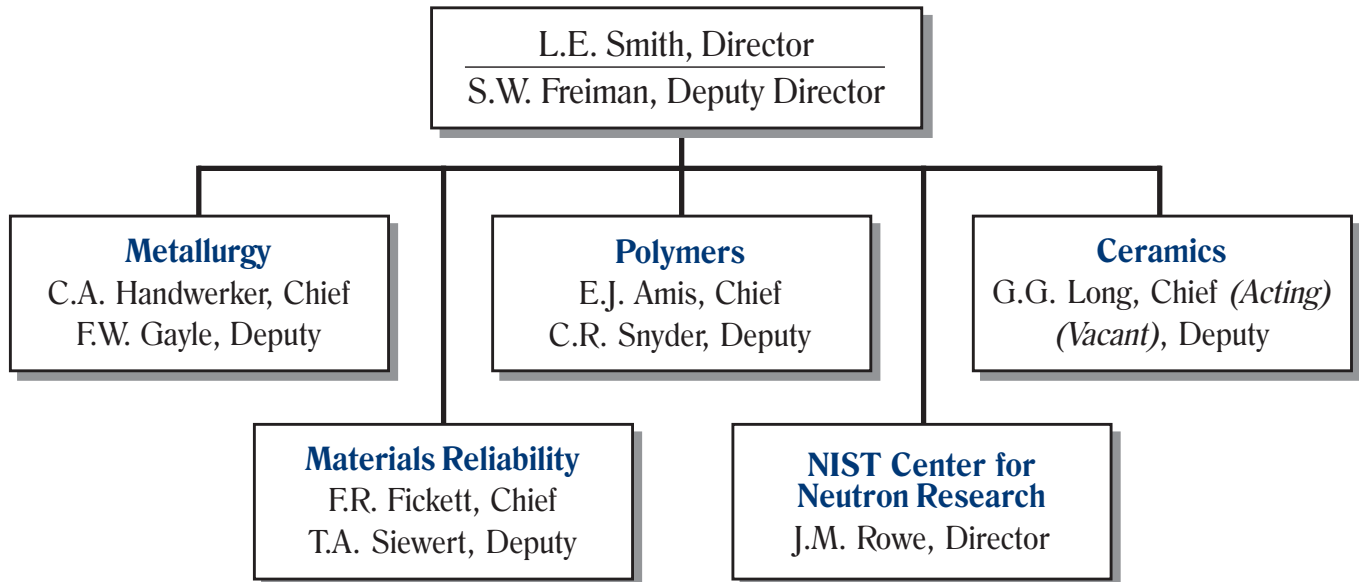 L.E. Smith, Director
S.W. Freiman, Deputy Director
Metallurgy
C.A. Handwerker, Chief
F.W. Gayle, Deputy
Polymers
E.J. Amis, Chief
C.R. Snyder, Deputy
Ceramics
G.G. Long, Chief (Acting)
(Vacant), Deputy
Materials Reliability
F.R. Fickett, Chief
T.A. Siewert, Deputy
NIST Center for
Neutron Research
J.M. Rowe, Director